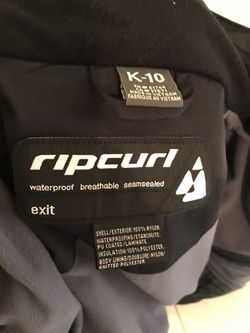 K-10
MADE IN VIETNAM
FABRIQUE AU VIETNAM
ripcurl
waterproof breathable seamsealed
exit
SHELL/EXTERIOR:100% NYLON.
WATERPROOFING/ETANCHEITE:
PU COATED/LAMINATE.
INSULATION:100% POLYESTER.
BODY LINING/DOUBLURE:NYLON/
KNITTED POLYESTER.